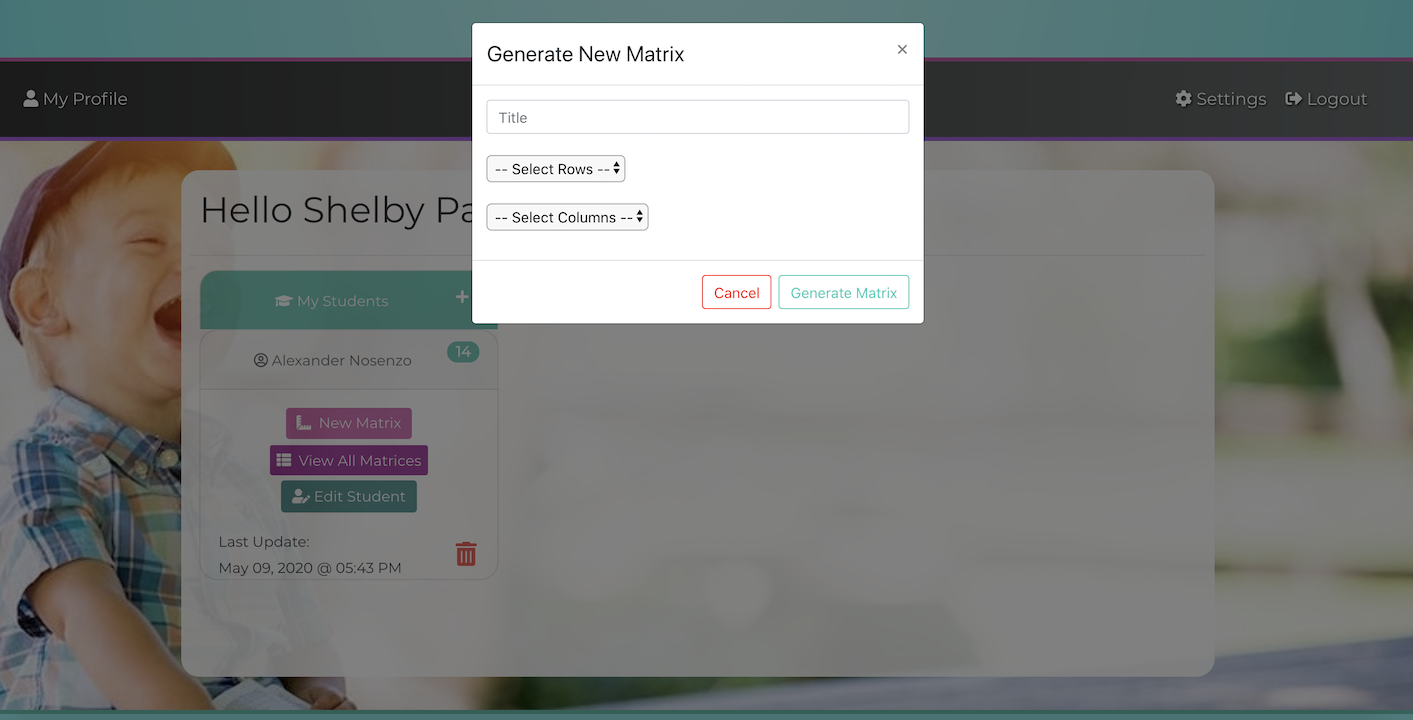 Generate New Matrix
×
My Profile
Settings
Logout
Title
-- Select Rows --
-- Select Columns --
Cancel
Generate Matrix
Hello Shelby
My Students
Alexander Nosenzo
14
New Matrix
View All Matrices
Edit Student
Last Update:
May 09, 2020 @ 05:43 PM